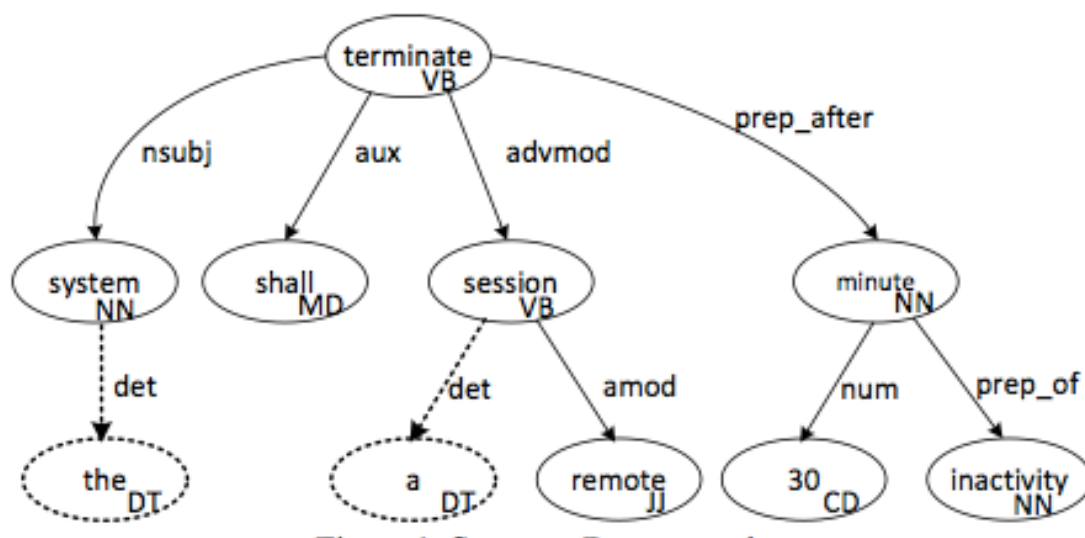 terminate
VB
prep_after
nsubj
aux
advmod
system
NN
shall
MD
session
VB
minute
NN
det
det
amod
num
prep_of
the
DT
a
DT
remote
JJ
30
CD
inactivity
NN